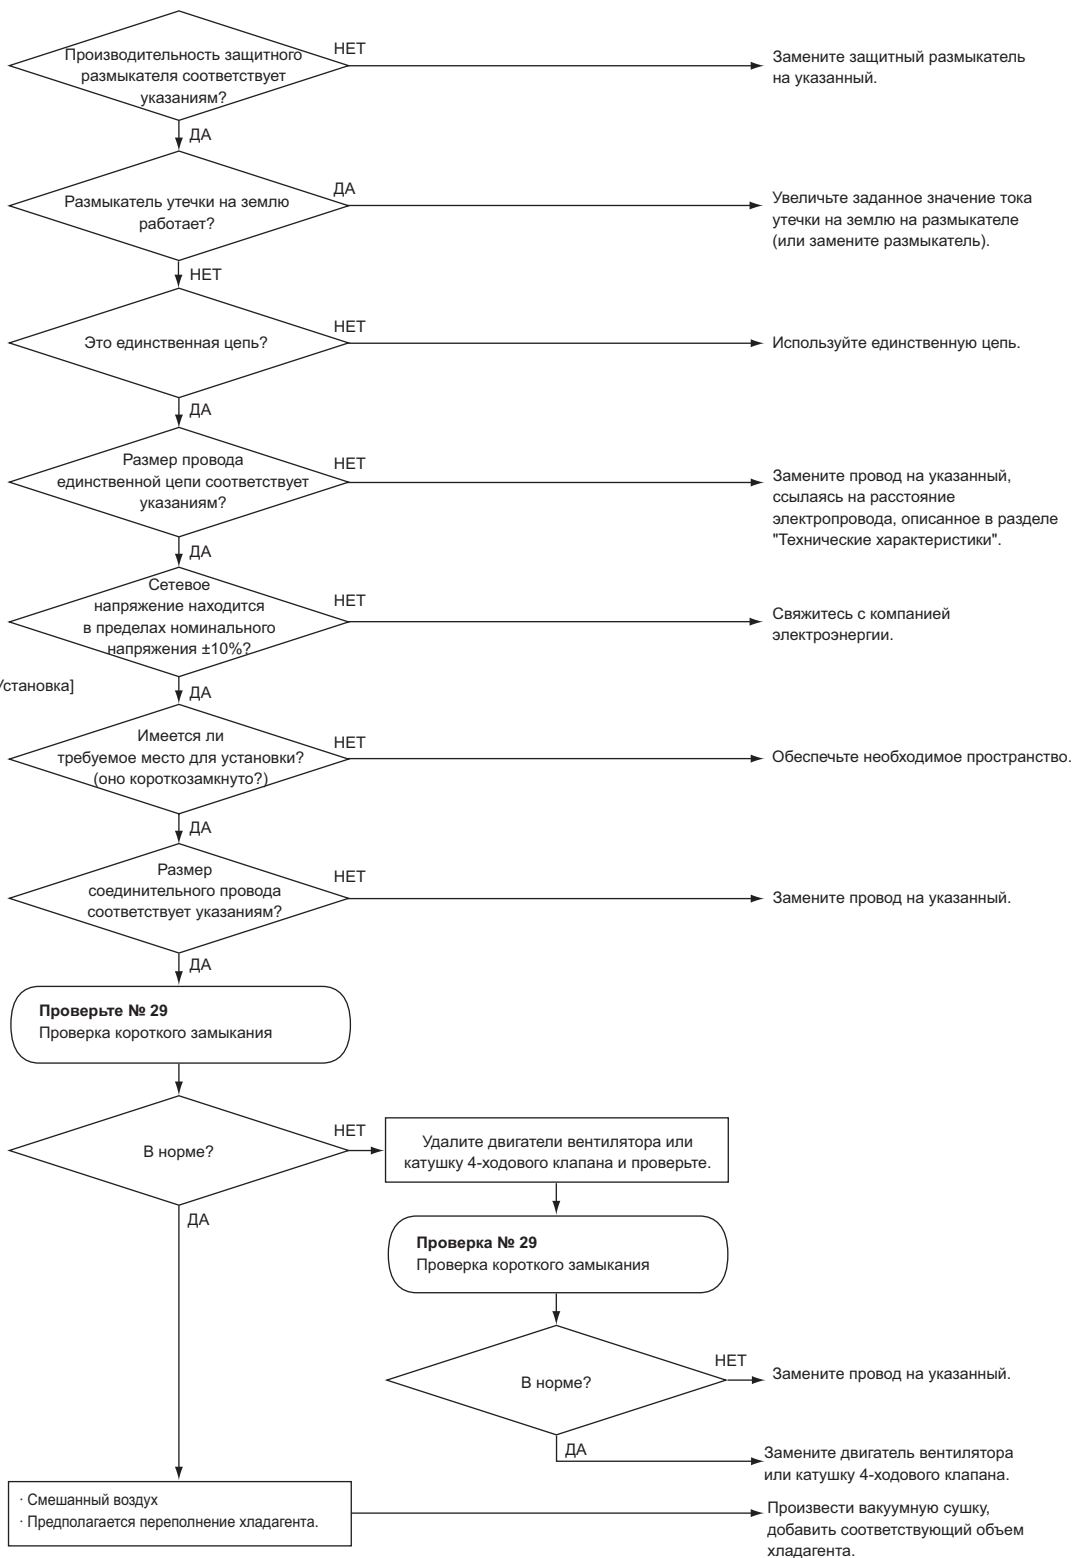 Производительность защитного
размыкателя соответствует
указаниям?
НЕТ
Замените защитный размыкатель
на указанный.
ДА
Размыкатель утечки на землю
работает?
ДА
Увеличьте заданное значение тока
утечки на землю на размыкателе
(или замените размыкатель).
НЕТ
Это единственная цепь?
НЕТ
Используйте единственную цепь.
ДА
Размер провода
единственной цепи соответствует
указаниям?
НЕТ
Замените провод на указанный,
ссылаясь на расстояние
электропровода, описанное в разделе
"Технические характеристики".
ДА
Сетевое
напряжение находится
в пределах номинального
напряжения ±10%?
НЕТ
Свяжитесь с компанией
электроэнергии.
Установка]
ДА
Имеется ли
требуемое место для установки?
(оно короткозамкнуто?)
НЕТ
Обеспечьте необходимое пространство.
ДА
Размер
соединительного провода
соответствует указаниям?
НЕТ
Замените провод на указанный.
ДА
Проверьте № 29
Проверка короткого замыкания
В норме?
НЕТ
Удалите двигатели вентилятора или
катушку 4-ходового клапана и проверьте.
ДА
Проверка № 29
Проверка короткого замыкания
В норме?
НЕТ
Замените провод на указанный.
ДА
Замените двигатель вентилятора
или катушку 4-ходового клапана.
· Смешанный воздух
· Предполагается переполнение хладагента.
Произвести вакуумную сушку,
добавить соответствующий объем
хладагента.